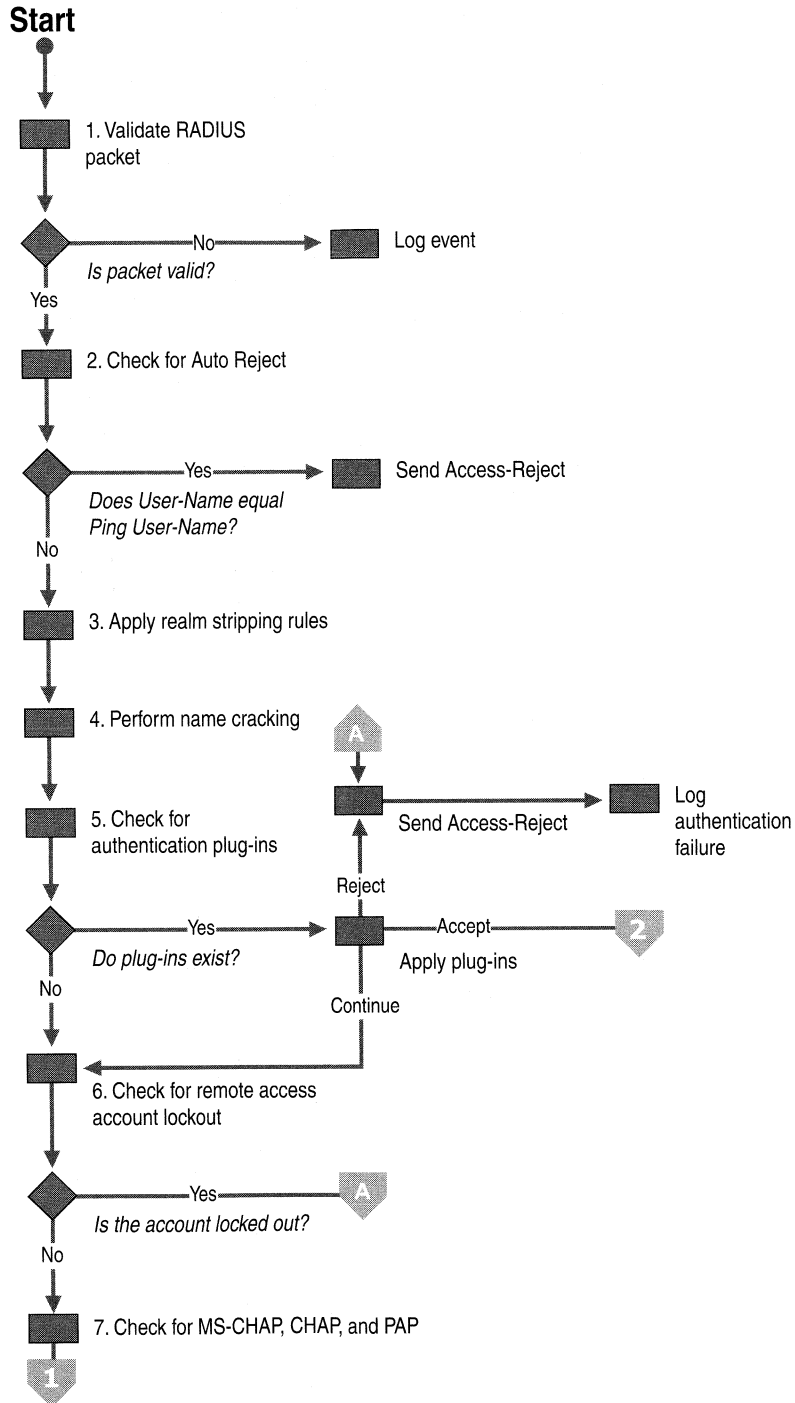 Start
1. Validate RADIUS
packet
No
Log event
Is packet valid?
Yes
2. Check for Auto Reject
Yes
Send Access-Reject
Does User-Name equal
Ping User-Name?
No
3. Apply realm stripping rules
4. Perform name cracking
A
5. Check for
authentication plug-ins
Send Access-Reject
Log
authentication
failure
Reject
Yes
Accept
2
Do plug-ins exist?
Apply plug-ins
No
Continue
6. Check for remote access
account lockout
Yes
A
Is the account locked out?
No
7. Check for MS-CHAP, CHAP, and PAP
1